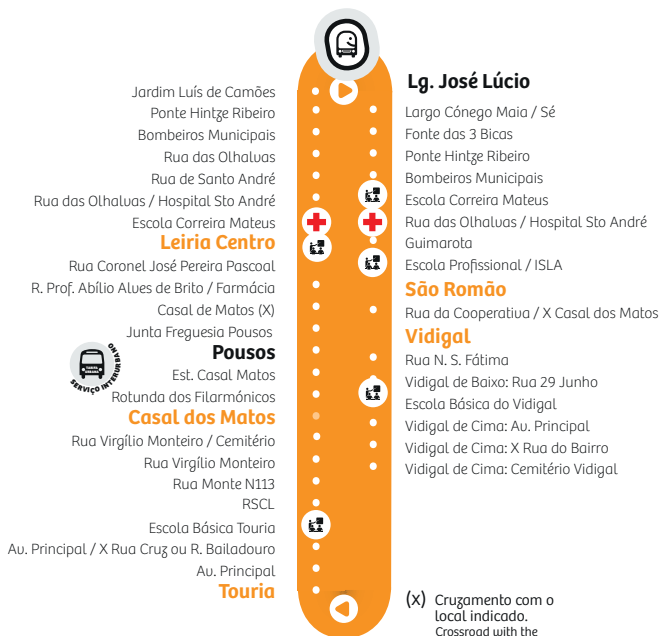 Lg. José Lúcio
Jardim Luís de Camões
Ponte Hintze Ribeiro
Bombeiros Municipais
Rua das Olhalvas
Rua de Santo André
Rua das Olhalvas / Hospital Sto André
Escola Correira Mateus
Leiria Centro
Rua Coronel José Pereira Pascoal
R. Prof. Abílio Alves de Brito / Farmácia
Casal de Matos (X)
Junta Freguesia Pousos
Pousos
SERVIÇO INTERURBANO
Est. Casal Matos
Rotunda dos Filarmónicos
Casal dos Matos
Rua Virgílio Monteiro / Cemitério
Rua Virgílio Monteiro
Rua Monte N113
RSCL
Escola Básica Touria
Av. Principal / X Rua Cruz ou R. Bailadouro
Av. Principal
Touria
Largo Cónego Maia / Sé
Fonte das 3 Bicas
Ponte Hintze Ribeiro
Bombeiros Municipais
Escola Correira Mateus
Rua das Olhalvas / Hospital Sto André
Guimarota
Escola Profissional / ISLA
São Romão
Rua da Cooperativa / X Casal dos Matos
Vidigal
Rua N. S. Fátima
Vidigal de Baixo: Rua 29 Junho
Escola Básica do Vidigal
Vidigal de Cima: Av. Principal
Vidigal de Cima: X Rua do Bairro
Vidigal de Cima: Cemitério Vidigal
(X) Cruzamento com o
local indicado.
Crossroad with the